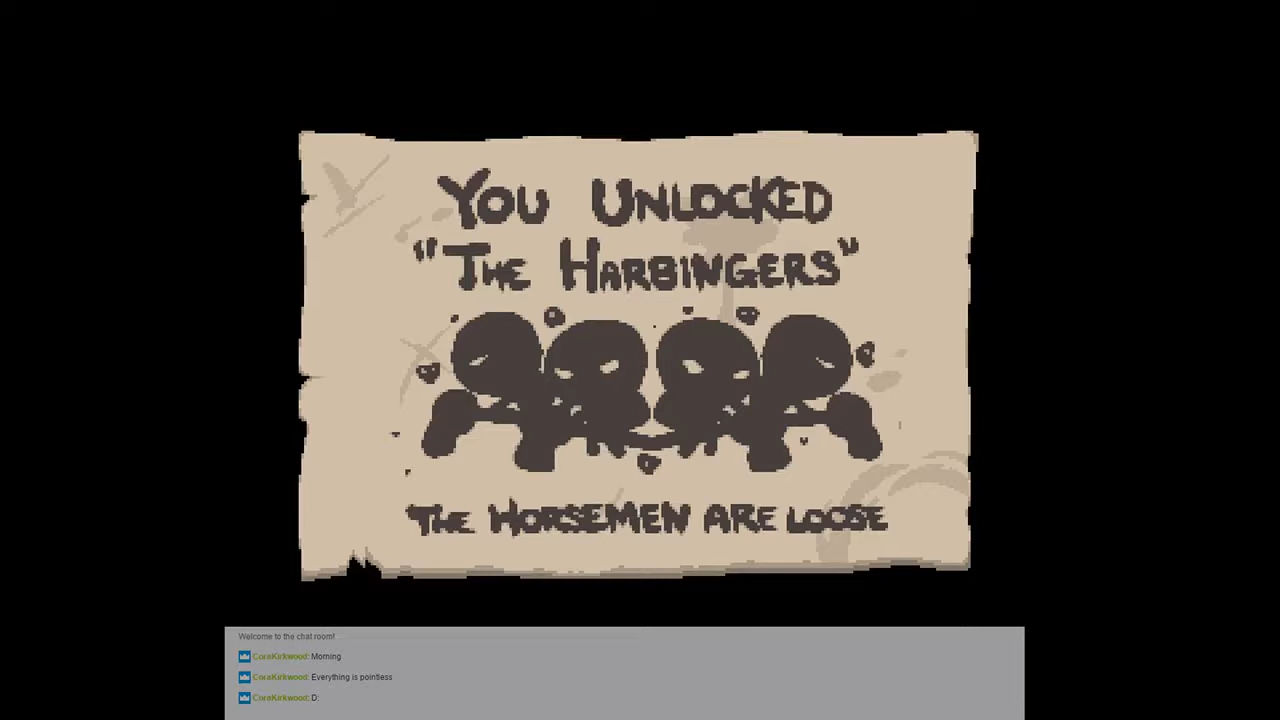 You Unlocked
"The Harbingers"
The Horsemen are loose
Welcome to the chat room!
CoraKirkwood: Morning
CoraKirkwood: Everything is pointless
CoraKirkwood: D: